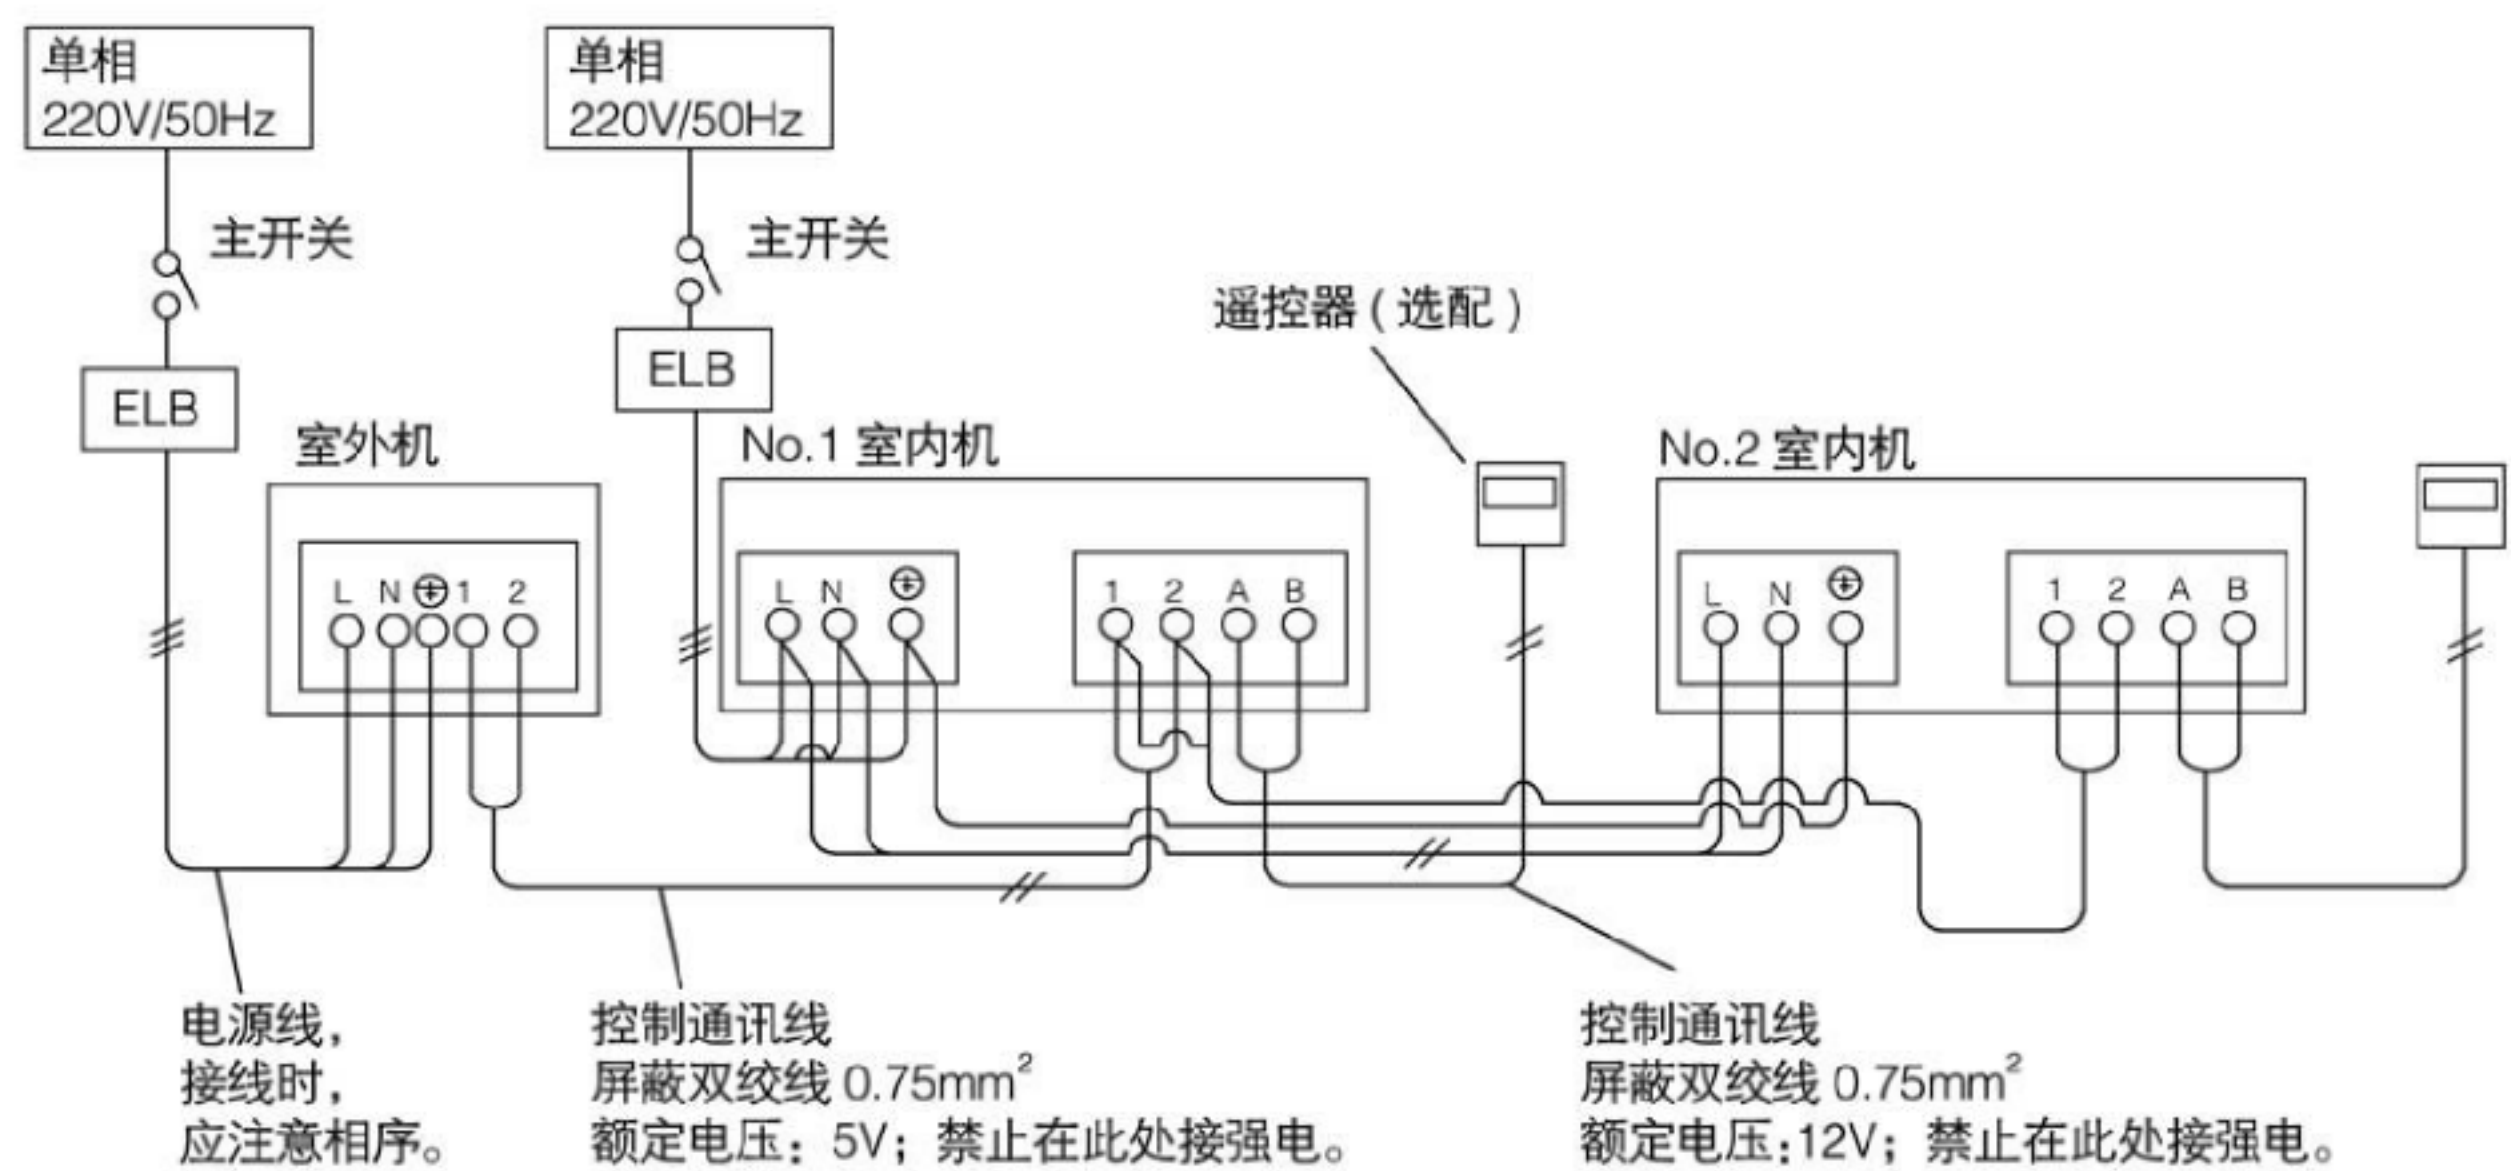 单相
220V/50Hz
单相
220V/50Hz
主开关
主开关
遥控器(选配)
ELB
ELB
室外机
No.1 室内机
No.2 室内机
L N 1 2
L N
1 2 A B
L N
1 2 A B
电源线,
接线时,
应注意相序。
控制通讯线
屏蔽双绞线 0.75mm²
额定电压: 5V; 禁止在此处接强电。
控制通讯线
屏蔽双绞线 0.75mm²
额定电压:12V; 禁止在此处接强电。